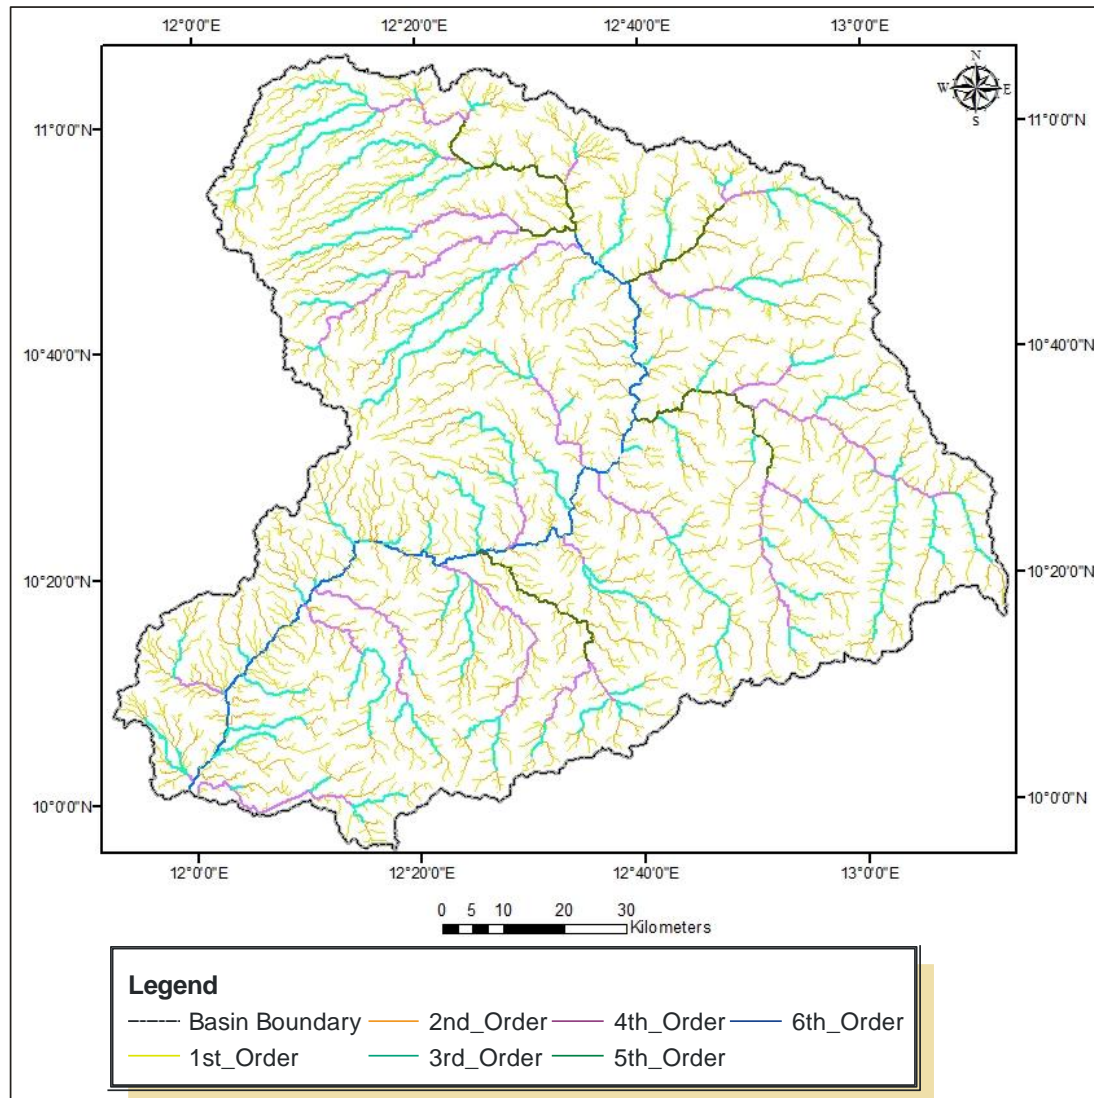 12°0'0"E 12°20'0"E 12°40'0"E 13°0'0"E
N
W E
S
11°0'0"N 11°0'0"N
10°40'0"N 10°40'0"N
10°20'0"N 10°20'0"N
10°0'0"N 10°0'0"N
12°0'0"E 12°20'0"E 12°40'0"E 13°0'0"E
0 5 10 20 30
Kilometers
Legend
Basin Boundary 2nd_Order 4th_Order 6th_Order
1st_Order 3rd_Order 5th_Order